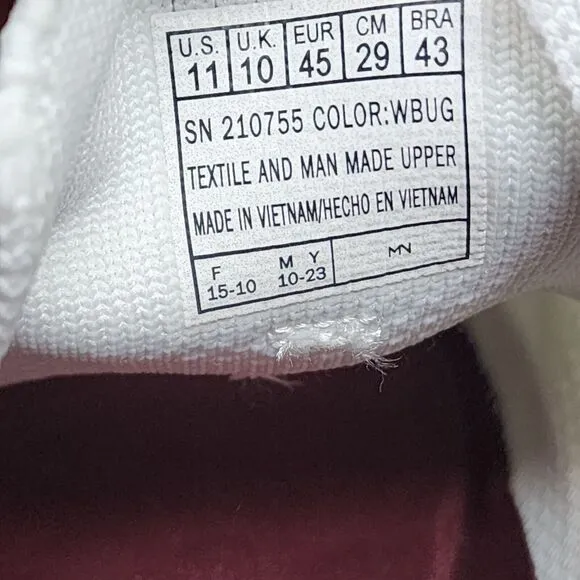 U.S. U.K. EUR CM BRA
11 10 45 29 43
SN 210755 COLOR:WBUG
TEXTILE AND MAN MADE UPPER
MADE IN VIETNAM/HECHO EN VIETNAM
F M Y
15-10 10-23
MN